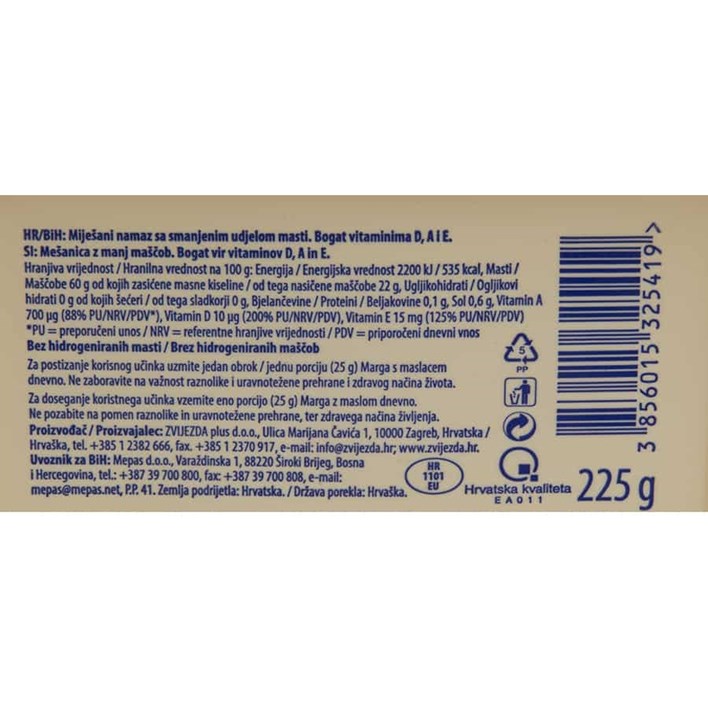 HR/BiH: Miješani namaz sa smanjenim udjelom masti. Bogat vitaminima D, A i E.
SI: Mešanica z manj maščob. Bogat vir vitaminov D, A in E.
Hranjiva vrijednost / Hranilna vrednost na 100 g: Energija / Energijska vrednost 2200 kJ / 535 kcal, Masti /
Maščobe 60 g od kojih zasićene masne kiseline / od tega nasičene maščobe 22 g, Ugljikohidrati / Ogljikovi
hidrati 0 g od kojih šećeri / od tega sladkorji 0 g, Bjelančevine / Proteini / Beljakovine 0,1 g, Sol 0,6 g, Vitamin A
700 µg (88% PU/NRV/PDV*), Vitamin D 10 µg (200% PU/NRV/PDV), Vitamin E 15 mg (125% PU/NRV/PDV)
*PU = preporučeni unos / NRV = referentne hranjive vrijednosti / PDV = priporočeni dnevni vnos
Bez hidrogeniranih masti / Brez hidrogeniranih maščob
Za postizanje korisnog učinka uzmite jedan obrok / jednu porciju (25 g) Marga s maslacem
dnevno. Ne zaboravite na važnost raznolike i uravnotežene prehrane i zdravog načina života.
Za doseganje koristnega učinka vzemite eno porcijo (25 g) Marga z maslom dnevno.
Ne pozabite na pomen raznolike in uravnotežene prehrane, ter zdravega načina življenja.
Proizvođač / Proizvajalec: ZVIJEZDA plus d.o.o., Ulica Marijana Čavića 1, 10000 Zagreb, Hrvatska /
Hrvaška, tel. +385 1 2382 666, fax. +385 1 2370 917, e-mail: info@zvijezda.hr; www.zvijezda.hr.
Uvoznik za BiH: Mepas d.o.o., Varaždinska 1, 88220 Široki Brijeg, Bosna
i Hercegovina, tel.: +387 39 700 800, fax: +387 39 700 808, e-mail:
mepas@mepas.net, P.P. 41. Zemlja podrijetla: Hrvatska. / Država porekla: Hrvaška.
HR
1101
EU
5
PP
Hrvatska kvaliteta
EA011
225 g
3 856015 325419 >